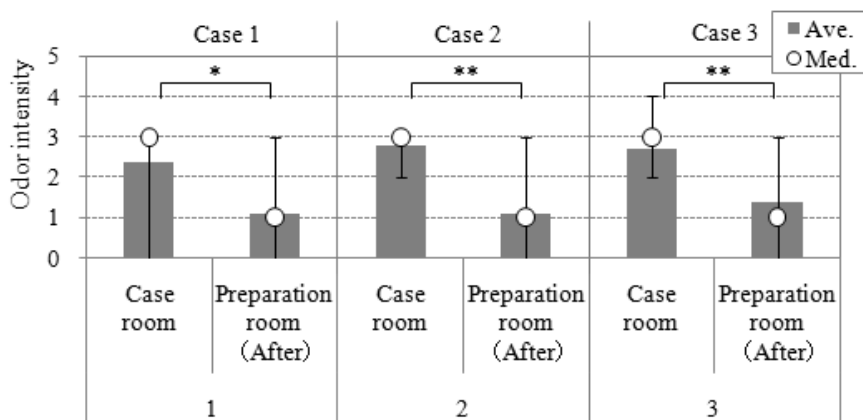 Case 1
Case 2
Case 3
Ave.
Med.
*
**
**
Odor intensity
5
4
3
2
1
0
Case
room
Preparation
room
(After)
Case
room
Preparation
room
(After)
Case
room
Preparation
room
(After)
1
2
3